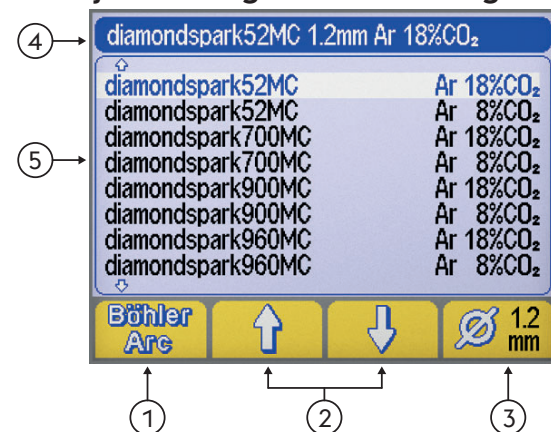 4
diamondspark52MC 1.2mm Ar 18%CO₂
diamondspark52MC Ar 18%CO₂
diamondspark52MC Ar 8%CO₂
5
diamondspark700MC Ar 18%CO₂
diamondspark700MC Ar 8%CO₂
diamondspark900MC Ar 18%CO₂
diamondspark900MC Ar 8%CO₂
diamondspark960MC Ar 18%CO₂
diamondspark960MC Ar 8%CO₂
Böhler
Arc
1.2
mm
1 2 3